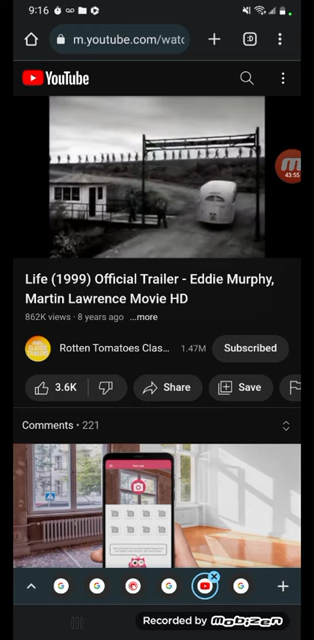 9:16
m.youtube.com/watc
:D
YouTube
43:55
Life (1999) Official Trailer - Eddie Murphy,
Martin Lawrence Movie HD
862K views · 8 years ago ...more
Rotten Tomatoes Clas... 1.47M Subscribed
3.6K Share Save
Comments • 221
Recorded by Mobizen